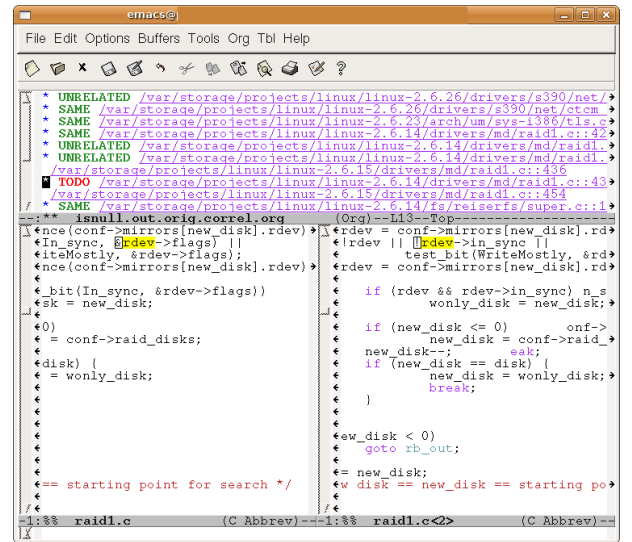 emacs@
File Edit Options Buffers Tools Org Tbl Help
* UNRELATED /var/storage/projects/linux/linux-2.6.26/drivers/s390/net/
* SAME /var/storage/projects/linux/linux-2.6.26/drivers/s390/net/ctcm_
* SAME /var/storage/projects/linux/linux-2.6.23/arch/um/sys-i386/tls.c
* SAME /var/storage/projects/linux/linux-2.6.14/drivers/md/raid1.c::42
* UNRELATED /var/storage/projects/linux/linux-2.6.14/drivers/md/raid1.
* UNRELATED /var/storage/projects/linux/linux-2.6.14/drivers/md/raid1.
/var/storage/projects/linux/linux-2.6.15/drivers/md/raid1.c::436
* TODO /var/storage/projects/linux/linux-2.6.14/drivers/md/raid1.c::43
/var/storage/projects/linux/linux-2.6.15/drivers/md/raid1.c::454
* SAME /var/storage/projects/linux/linux-2.6.14/fs/reiserfs/super.c::1
--:** isnull.out.orig.correl.org (Org)--L13--Top--------------------
nce(conf->mirrors[new_disk].rdev)
In_sync, &rdev->flags) ||
iteMostly, &rdev->flags);
nce(conf->mirrors[new_disk].rdev)
_bit(In_sync, &rdev->flags))
sk = new_disk;
0)
= conf->raid_disks;
disk) {
= wonly_disk;
== starting point for search */
-1:%% raid1.c (C Abbrev)--
rdev = conf->mirrors[new_disk].rd
!rdev || !rdev->in_sync ||
test_bit(WriteMostly, &rd
rdev = conf->mirrors[new_disk].rd
if (rdev && rdev->in_sync) n_s
wonly_disk = new_disk;
if (new_disk <= 0) onf->
new_disk = conf->raid_
new_disk--; eak;
if (new_disk == disk) {
new_disk = wonly_disk;
break;
}
ew_disk < 0)
goto rb_out;
= new_disk;
w disk == new_disk == starting po
-1:%% raid1.c<2> (C Abbrev)--